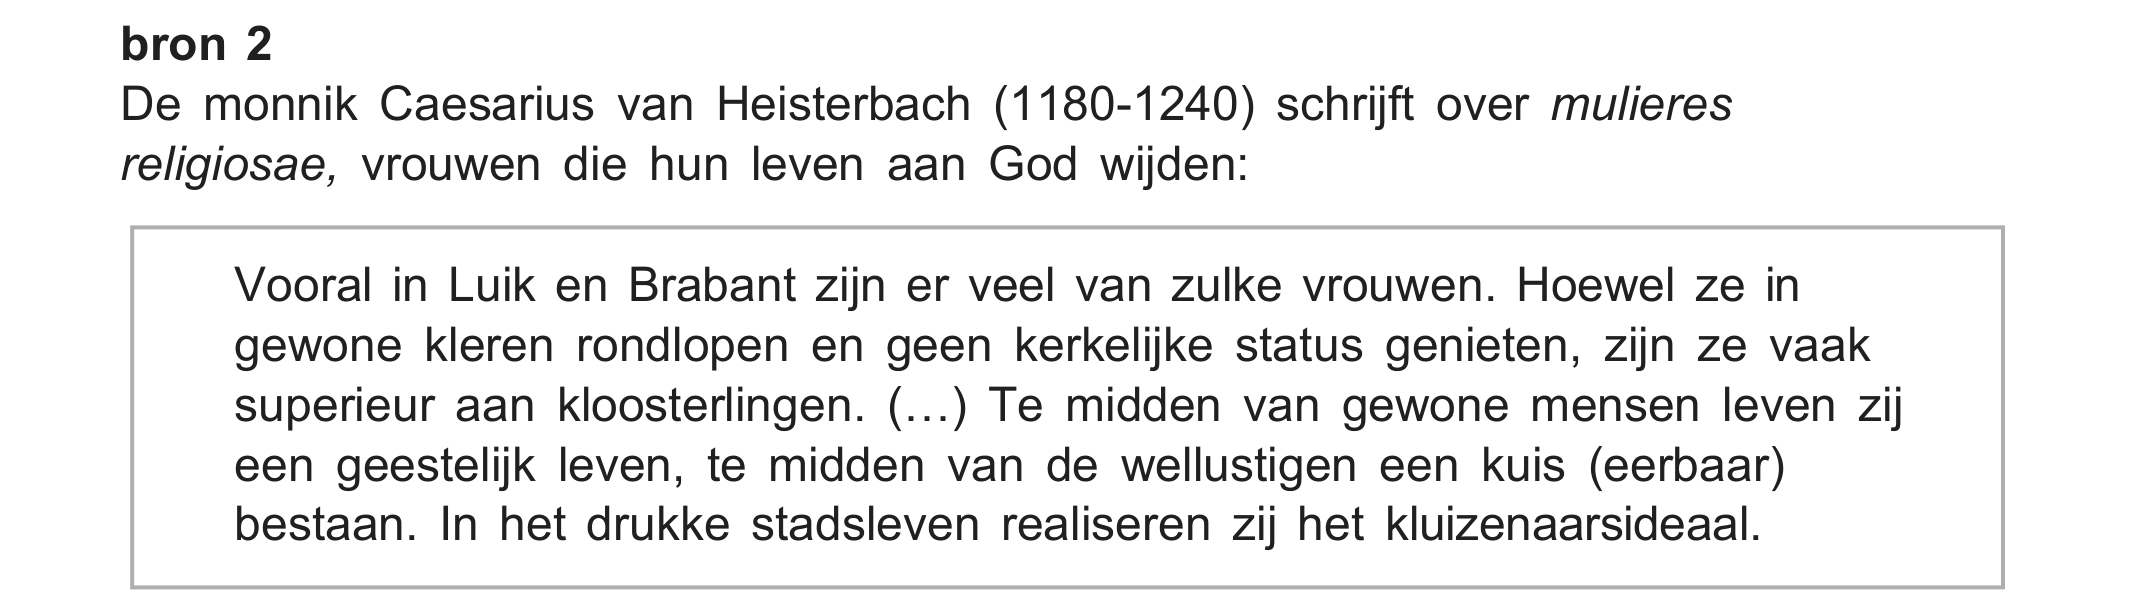 bron 2
De monnik Caesarius van Heisterbach (1180-1240) schrijft over mulieres
religiosae, vrouwen die hun leven aan God wijden:
Vooral in Luik en Brabant zijn er veel van zulke vrouwen. Hoewel ze in
gewone kleren rondlopen en geen kerkelijke status genieten, zijn ze vaak
superieur aan kloosterlingen. (…) Te midden van gewone mensen leven zij
een geestelijk leven, te midden van de wellustigen een kuis (eerbaar)
bestaan. In het drukke stadsleven realiseren zij het kluizenaarsideaal.